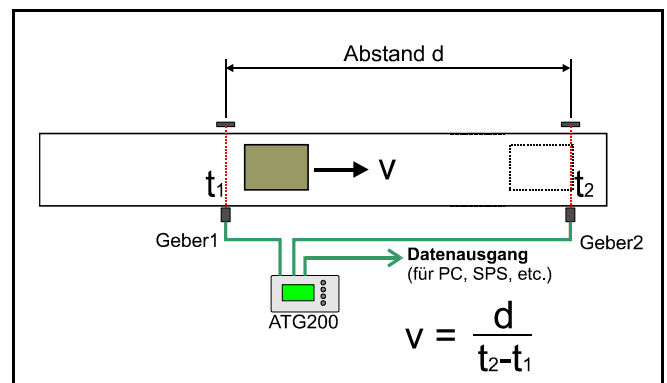 Abstand d
t1
v
t2
Geber1
Geber2
Datenausgang
(für PC, SPS, etc.)
ATG200
v = d / t2-t1